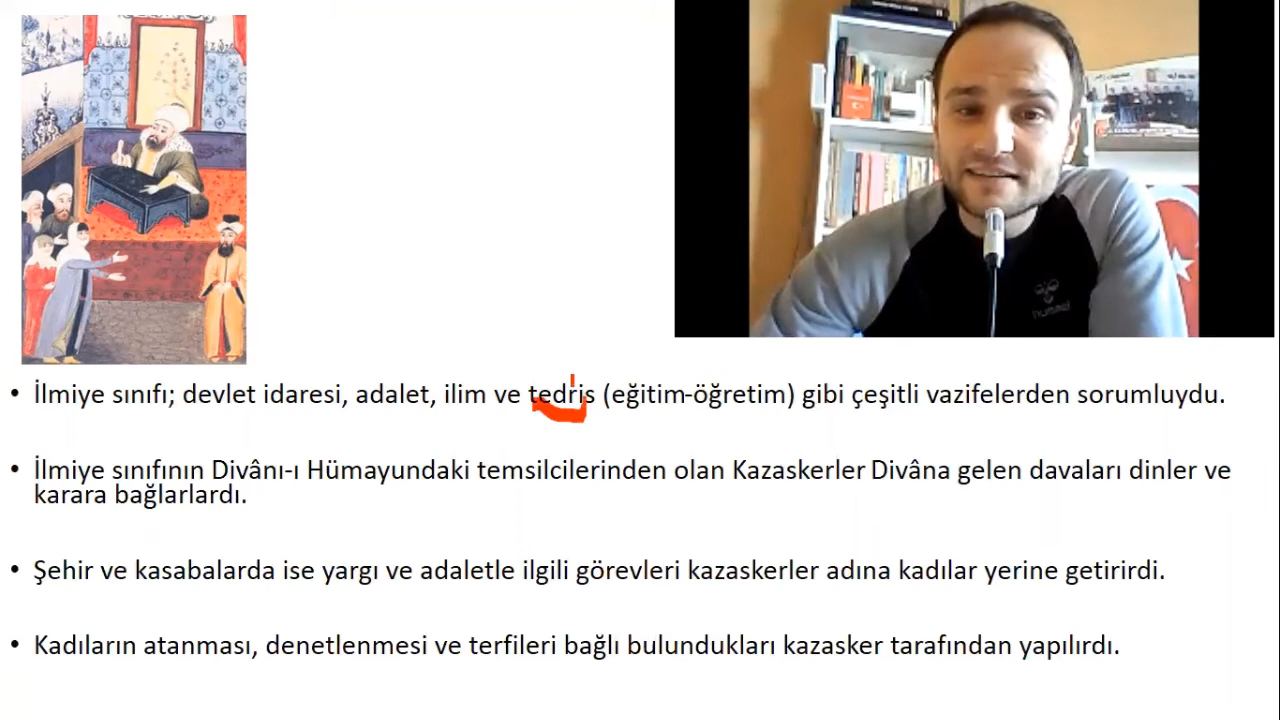 hummel
• İlmiye sınıfı; devlet idaresi, adalet, ilim ve tedris (eğitim-öğretim) gibi çeşitli vazifelerden sorumluydu.
• İlmiye sınıfının Divânı-ı Hümayundaki temsilcilerinden olan Kazaskerler Divâna gelen davaları dinler ve
karara bağlarlardı.
• Şehir ve kasabalarda ise yargı ve adaletle ilgili görevleri kazaskerler adına kadılar yerine getirirdi.
• Kadıların atanması, denetlenmesi ve terfileri bağlı bulundukları kazasker tarafından yapılırdı.